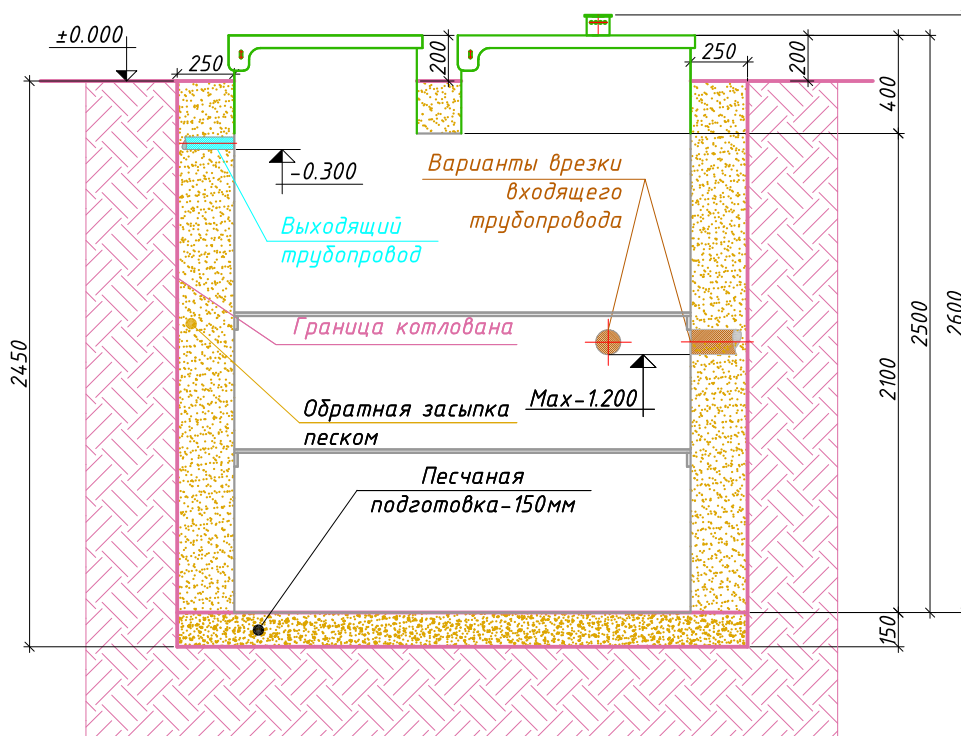 ±0.000
250
200
250
200
400
2600
-0.300
Варианты врезки
входящего
трубопровода
Выходящий
трубопровод
Граница котлована
2450
2500
2100
Max-1.200
Обратная засыпка
песком
Песчаная
подготовка-150мм
150